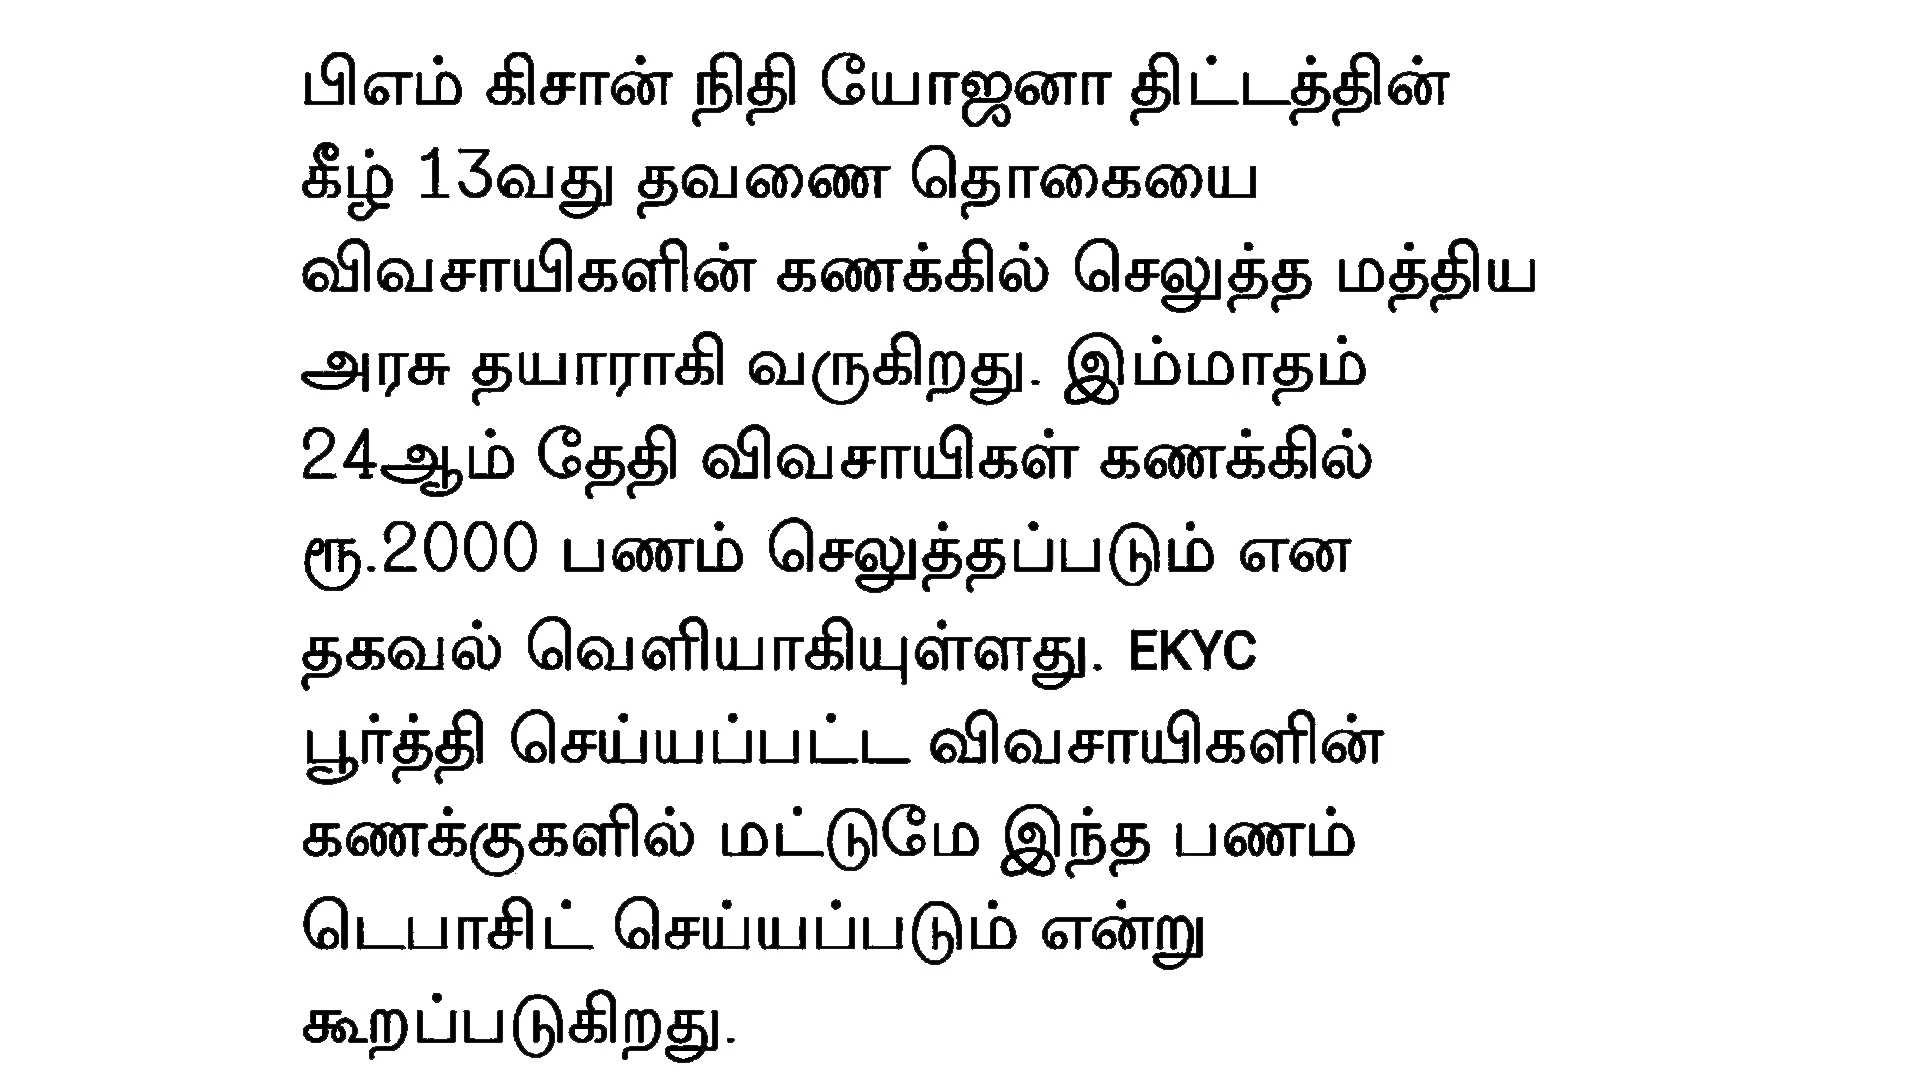 பிஎம் கிசான் நிதி யோஜனா திட்டத்தின்
கீழ் 13வது தவணை தொகையை
விவசாயிகளின் கணக்கில் செலுத்த மத்திய
அரசு தயாராகி வருகிறது. இம்மாதம்
24ஆம் தேதி விவசாயிகள் கணக்கில்
ரூ.2000 பணம் செலுத்தப்படும் என
தகவல் வெளியாகியுள்ளது. EKYC
பூர்த்தி செய்யப்பட்ட விவசாயிகளின்
கணக்குகளில் மட்டுமே இந்த பணம்
டெபாசிட் செய்யப்படும் என்று
கூறப்படுகிறது.